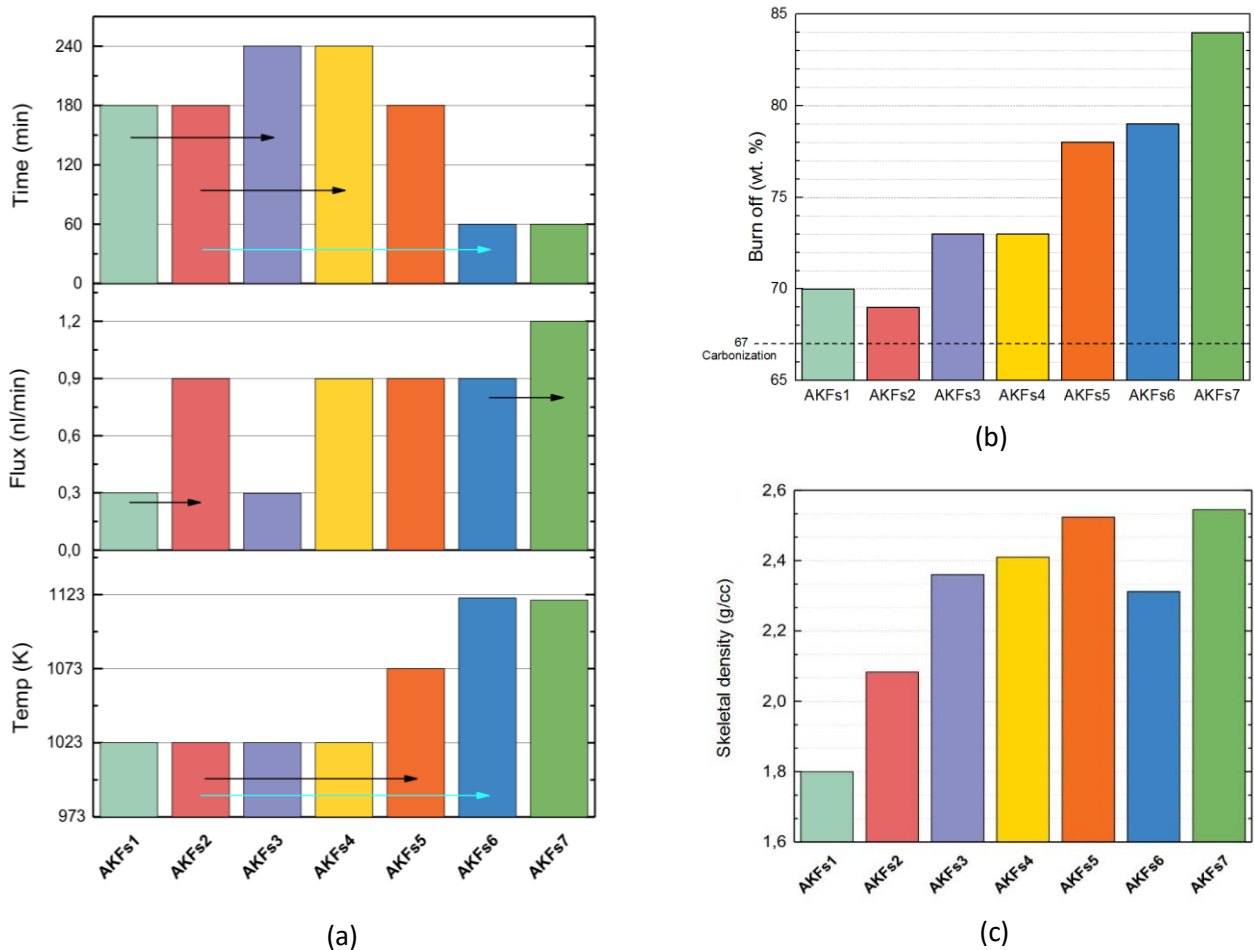 Time (min)
240
180
120
60
0
Flux (nl/min)
1,2
0,9
0,6
0,3
0,0
Temp (K)
1123
1073
1023
973
AKFs1
AKFs2
AKFs3
AKFs4
AKFs5
AKFs6
AKFs7
(a)
Burn off (wt. %)
85
80
75
70
67
Carbonization
65
AKFs1 AKFs2 AKFs3 AKFs4 AKFs5 AKFs6 AKFs7
(b)
Skeletal density (g/cc)
2,6
2,4
2,2
2,0
1,8
1,6
AKFs1
AKFs2
AKFs3
AKFs4
AKFs5
AKFs6
AKFs7
(c)